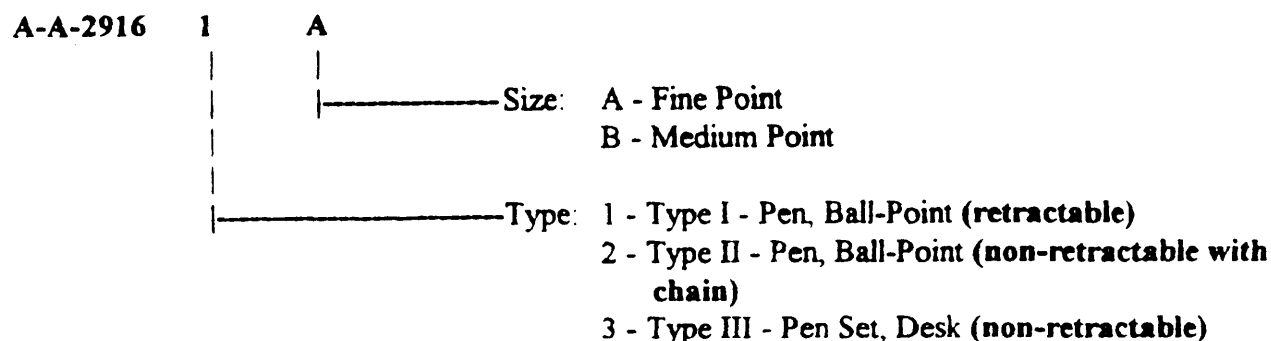 A-A-2916 1 A
Size: A - Fine Point
B - Medium Point
Type: 1 - Type I - Pen, Ball-Point (retractable)
2 - Type II - Pen, Ball-Point (non-retractable with
chain)
3 - Type III - Pen Set, Desk (non-retractable)